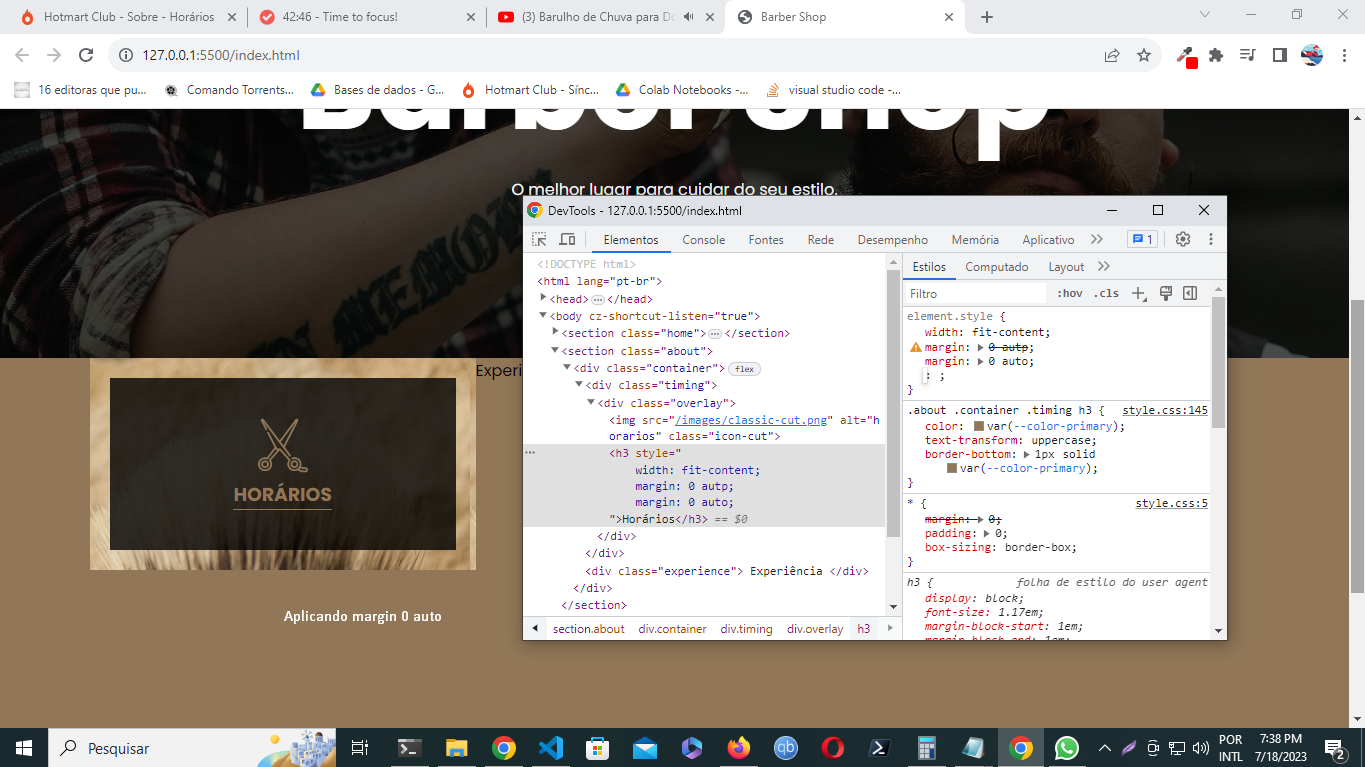 Hotmart Club - Sobre - Horários
42:46 - Time to focus!
(3) Barulho de Chuva para Do
Barber Shop
127.0.0.1:5500/index.html
16 editoras que pu...
Comando Torrents...
Bases de dados - G...
Hotmart Club - Sínc...
Colab Notebooks -...
visual studio code -...
Barber Shop
O melhor lugar para cuidar do seu estilo.
HORÁRIOS
Experi
Aplicando margin 0 auto
DevTools - 127.0.0.1:5500/index.html
Elementos Console Fontes Rede Desempenho Memória Aplicativo 1
<!DOCTYPE html>
<html lang="pt-br">
<head>…</head>
<body cz-shortcut-listen="true">
<section class="home">…</section>
<section class="about">
<div class="container"> flex
<div class="timing">
<div class="overlay">
<img src="/images/classic-cut.png" alt="h
orarios" class="icon-cut">
<h3 style="
width: fit-content;
margin: 0 autp;
margin: 0 auto;
">Horários</h3> == $0
</div>
</div>
<div class="experience"> Experiência </div>
</div>
</section>
section.about div.container div.timing div.overlay h3
Estilos Computado Layout
Filtro :hov .cls
element.style {
width: fit-content;
margin: 0 autp;
margin: 0 auto;
: ;
}
.about .container .timing h3 { style.css:145
color: var(--color-primary);
text-transform: uppercase;
border-bottom: 1px solid
var(--color-primary);
}
* { style.css:5
margin: 0;
padding: 0;
box-sizing: border-box;
}
h3 { folha de estilo do user agent
display: block;
font-size: 1.17em;
margin-block-start: 1em;
margin-block-end: 1em;
Pesquisar
POR
INTL
7:38 PM
7/18/2023
2